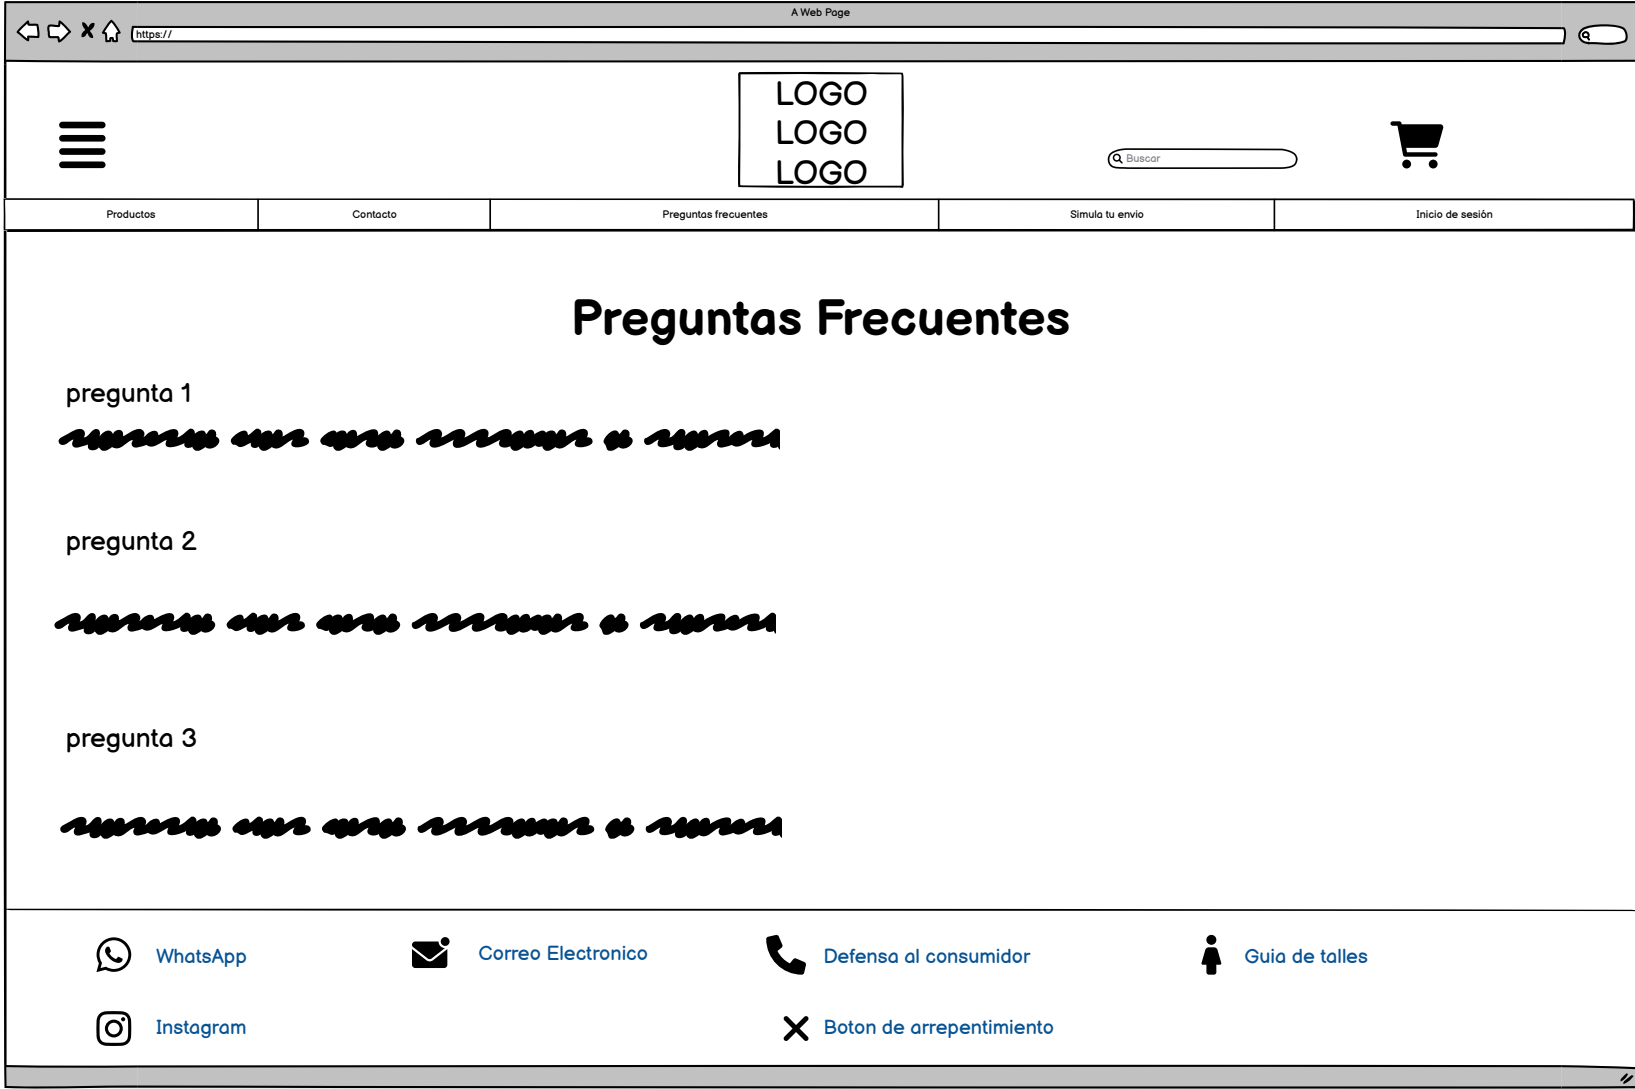 A Web Page
https://
LOGO
LOGO
LOGO
Buscar
Productos
Contacto
Preguntas frecuentes
Simula tu envio
Inicio de sesión
Preguntas Frecuentes
pregunta 1
pregunta 2
pregunta 3
WhatsApp
Correo Electronico
Defensa al consumidor
Guia de talles
Instagram
Boton de arrepentimiento